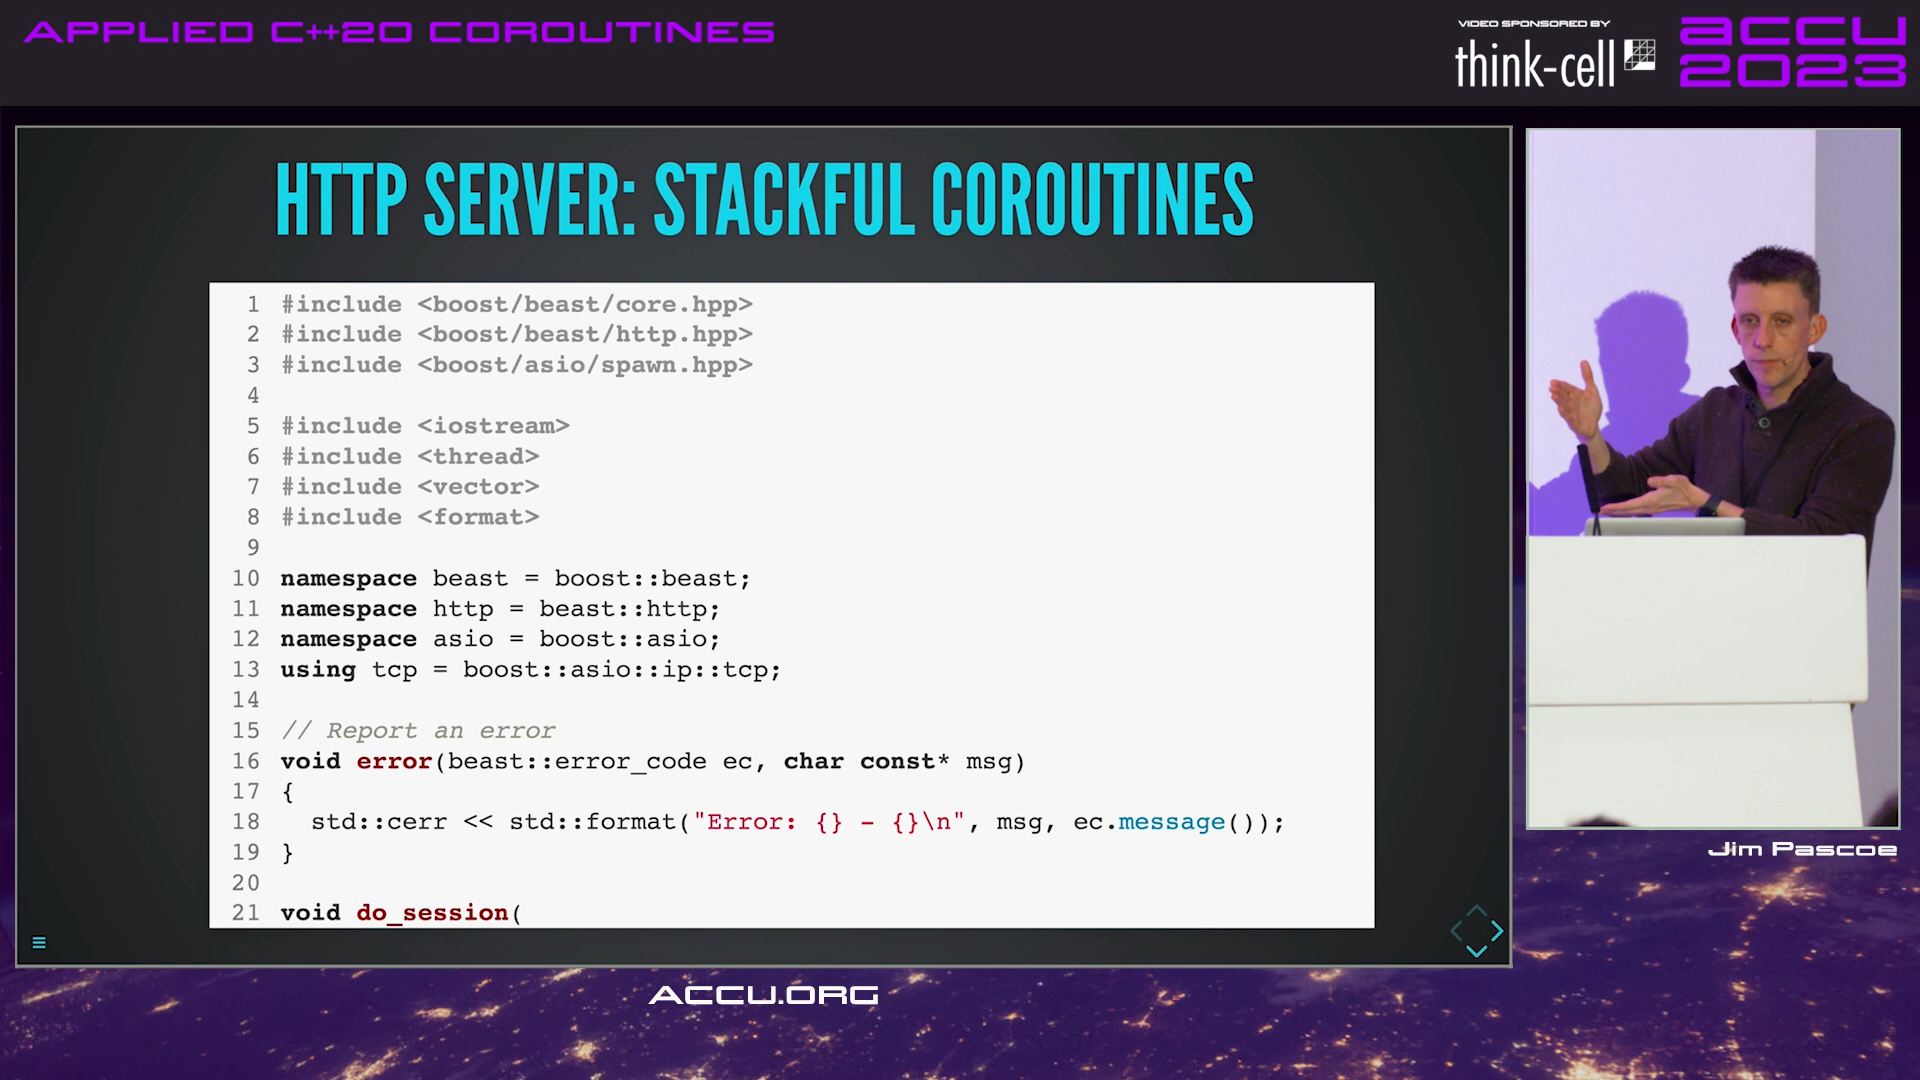 APPLIED C++20 COROUTINES
VIDEO SPONSORED BY
think-cell
accu
2023
HTTP SERVER: STACKFUL COROUTINES
1 #include <boost/beast/core.hpp>
2 #include <boost/beast/http.hpp>
3 #include <boost/asio/spawn.hpp>
4
5 #include <iostream>
6 #include <thread>
7 #include <vector>
8 #include <format>
9
10 namespace beast = boost::beast;
11 namespace http = beast::http;
12 namespace asio = boost::asio;
13 using tcp = boost::asio::ip::tcp;
14
15 // Report an error
16 void error(beast::error_code ec, char const* msg)
17 {
18   std::cerr << std::format("Error: {} - {}\n", msg, ec.message());
19 }
20
21 void do_session(
Jim Pascoe
ACCU.ORG